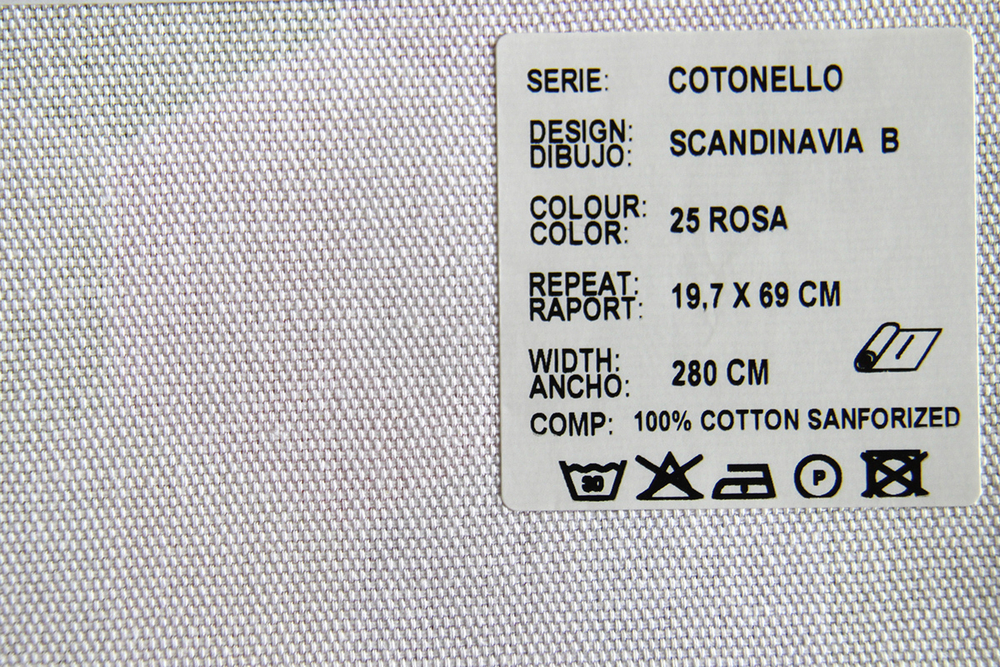 SERIE: COTONELLO
DESIGN:
DIBUJO: SCANDINAVIA B
COLOUR:
COLOR: 25 ROSA
REPEAT:
RAPORT: 19,7 X 69 CM
WIDTH:
ANCHO: 280 CM
COMP: 100% COTTON SANFORIZED
30 P